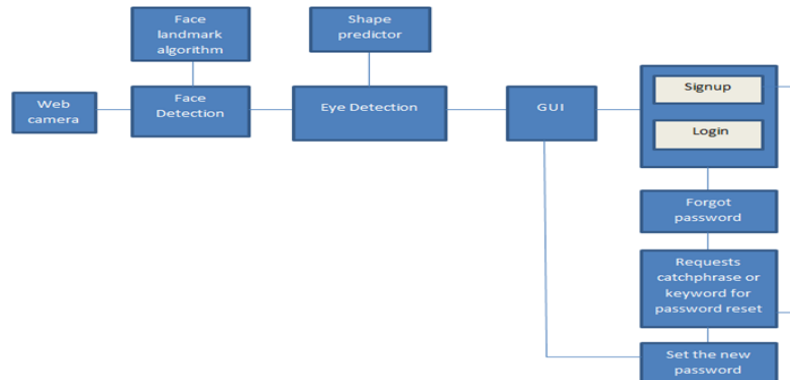 Face
landmark
algorithm
Shape
predictor
Web
camera
Face
Detection
Eye Detection
GUI
Signup
Login
Forgot
password
Requests
catchphrase or
keyword for
password reset
Set the new
password